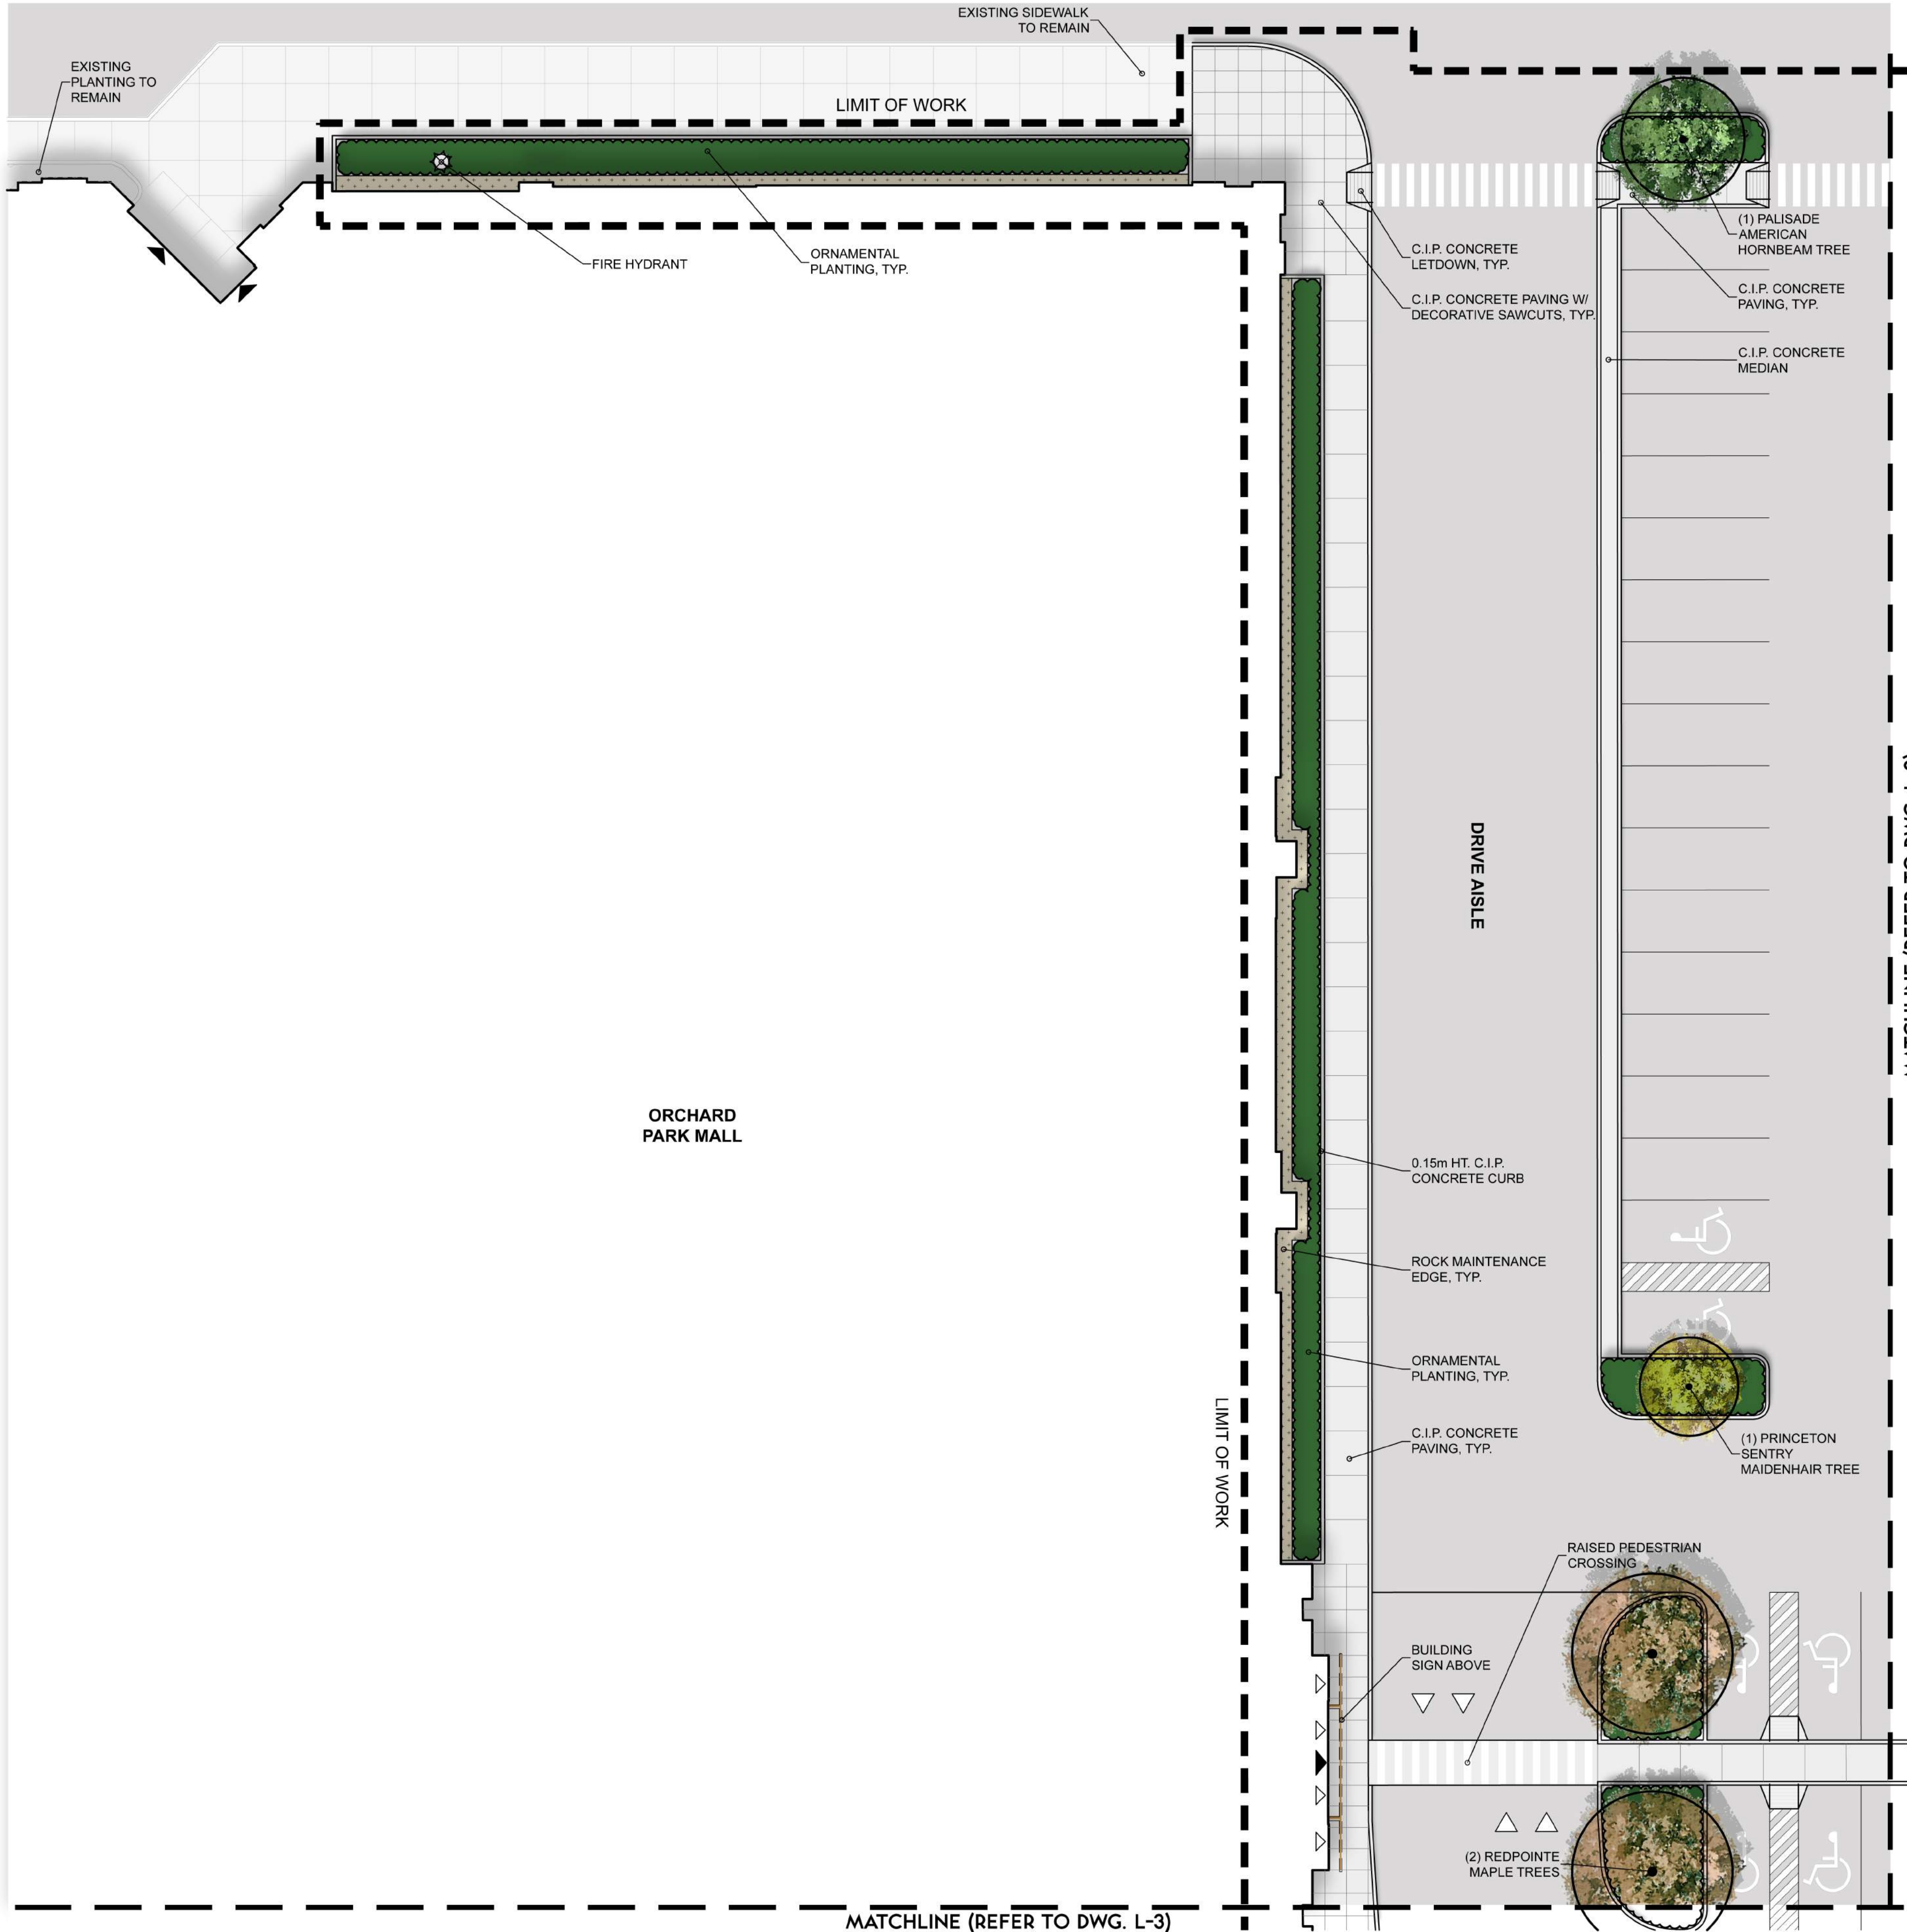 EXISTING SIDEWALK
TO REMAIN
EXISTING
PLANTING TO
REMAIN
LIMIT OF WORK
FIRE HYDRANT
ORNAMENTAL
PLANTING, TYP.
C.I.P. CONCRETE
LETDOWN, TYP.
C.I.P. CONCRETE PAVING W/
DECORATIVE SAWCUTS, TYP.
(1) PALISADE
AMERICAN
HORNBEAM TREE
C.I.P. CONCRETE
PAVING, TYP.
C.I.P. CONCRETE
MEDIAN
DRIVE AISLE
ORCHARD
PARK MALL
0.15m HT. C.I.P.
CONCRETE CURB
ROCK MAINTENANCE
EDGE, TYP.
ORNAMENTAL
PLANTING, TYP.
LIMIT OF WORK
C.I.P. CONCRETE
PAVING, TYP.
(1) PRINCETON
SENTRY
MAIDENHAIR TREE
RAISED PEDESTRIAN
CROSSING
BUILDING
SIGN ABOVE
(2) REDPOINTE
MAPLE TREES
MATCHLINE (REFER TO DWG. L-3)